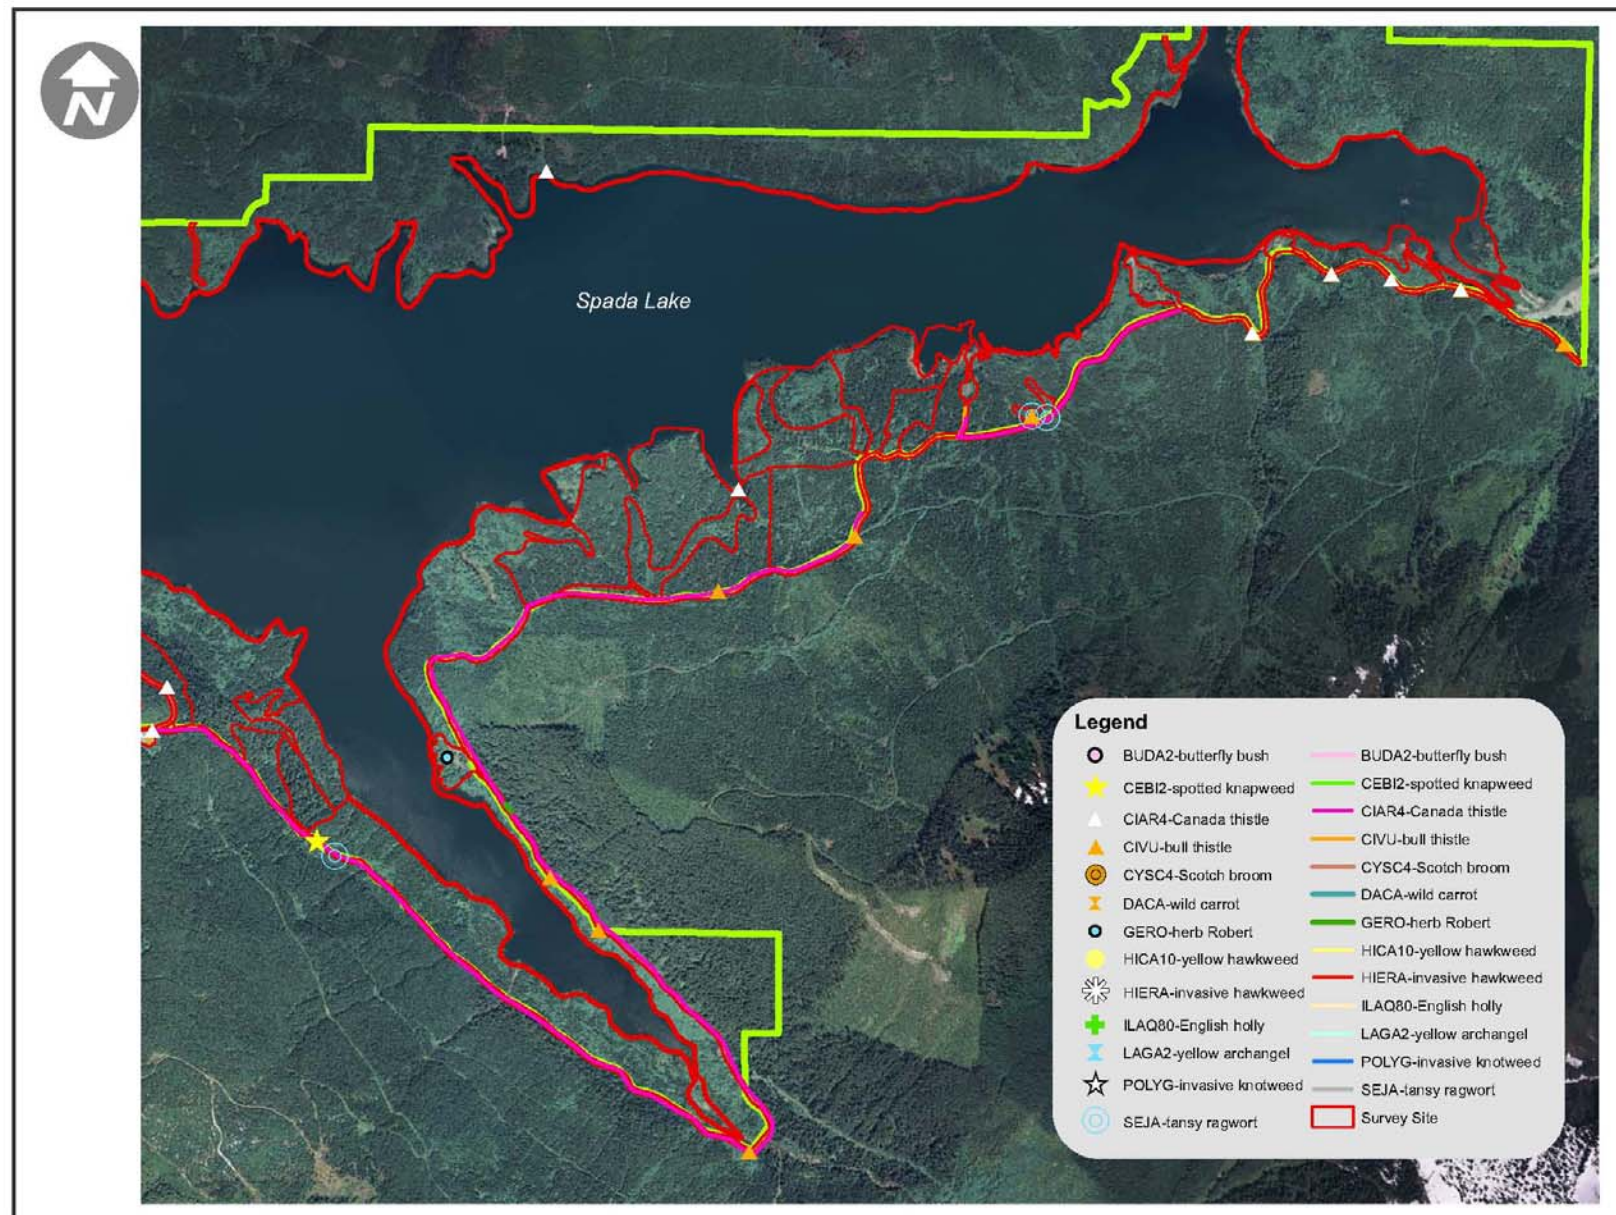 N
Spada Lake
Legend
BUDA2-butterfly bush
CEBI2-spotted knapweed
CIAR4-Canada thistle
CIVU-bull thistle
CYSC4-Scotch broom
DACA-wild carrot
GERO-herb Robert
HICA10-yellow hawkweed
HIERA-invasive hawkweed
ILAQ80-English holly
LAGA2-yellow archangel
POLYG-invasive knotweed
SEJA-tansy ragwort
BUDA2-butterfly bush
CEBI2-spotted knapweed
CIAR4-Canada thistle
CIVU-bull thistle
CYSC4-Scotch broom
DACA-wild carrot
GERO-herb Robert
HICA10-yellow hawkweed
HIERA-invasive hawkweed
ILAQ80-English holly
LAGA2-yellow archangel
POLYG-invasive knotweed
SEJA-tansy ragwort
Survey Site